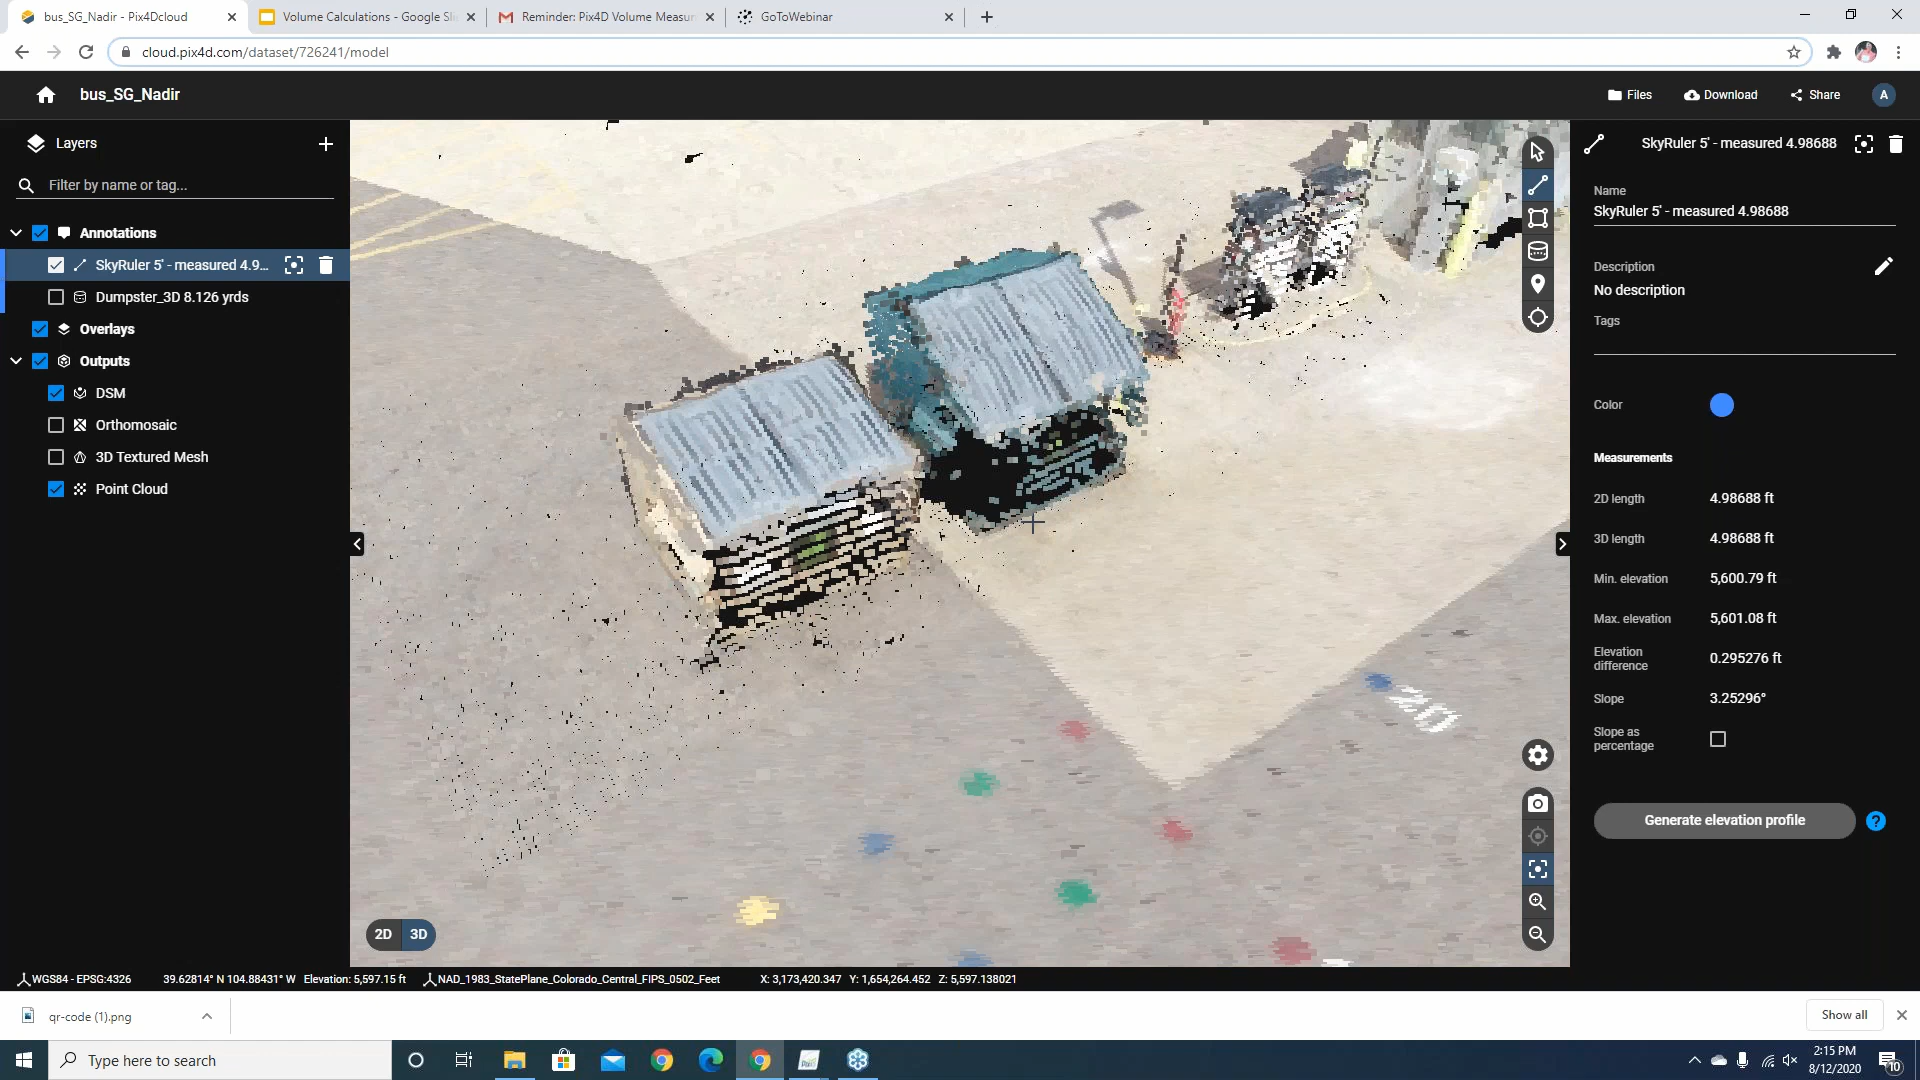 bus_SG_Nadir - Pix4Dcloud
Volume Calculations - Google Sli
Reminder: Pix4D Volume Measur
GoToWebinar
cloud.pix4d.com/dataset/726241/model
bus_SG_Nadir
Files
Download
Share
A
Layers
Filter by name or tag...
Annotations
SkyRuler 5' - measured 4.9...
Dumpster_3D 8.126 yrds
Overlays
Outputs
DSM
Orthomosaic
3D Textured Mesh
Point Cloud
2D 3D
SkyRuler 5' - measured 4.98688
Name
SkyRuler 5' - measured 4.98688
Description
No description
Tags
Color
Measurements
2D length 4.98688 ft
3D length 4.98688 ft
Min. elevation 5,600.79 ft
Max. elevation 5,601.08 ft
Elevation
difference 0.295276 ft
Slope 3.25296°
Slope as
percentage
Generate elevation profile ?
WGS84 - EPSG:4326 39.62814° N 104.88431° W Elevation: 5,597.15 ft NAD_1983_StatePlane_Colorado_Central_FIPS_0502_Feet X: 3,173,420.347 Y: 1,654,264.452 Z: 5,597.138021
qr-code (1).png
Show all
Type here to search
2:15 PM
8/12/2020
10